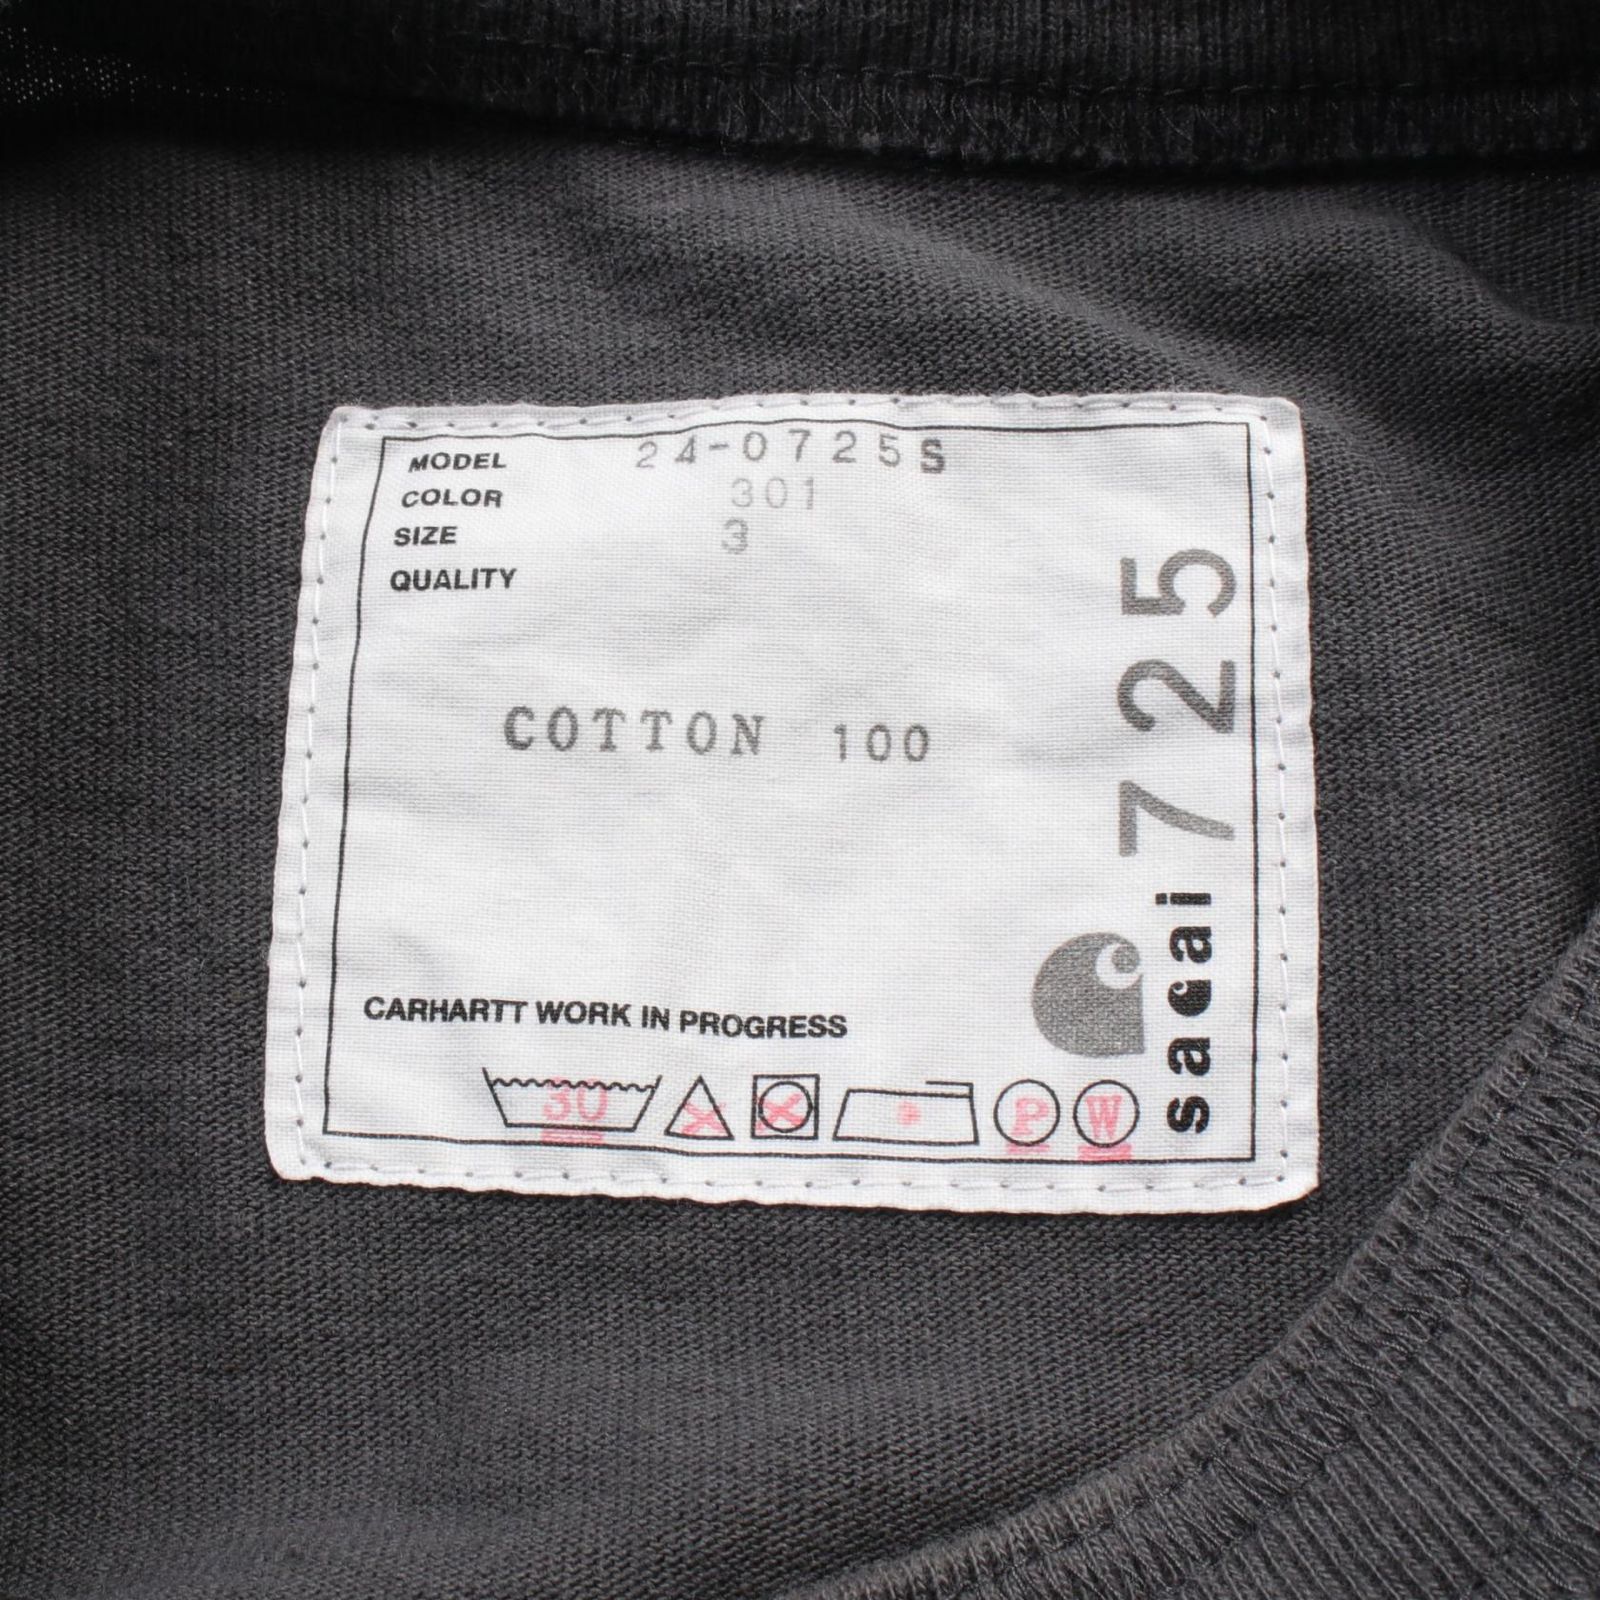 MODEL 24-0725S
COLOR 301
SIZE 3
QUALITY
COTTON 100
CARHARTT WORK IN PROGRESS
30 P W
sacai 725